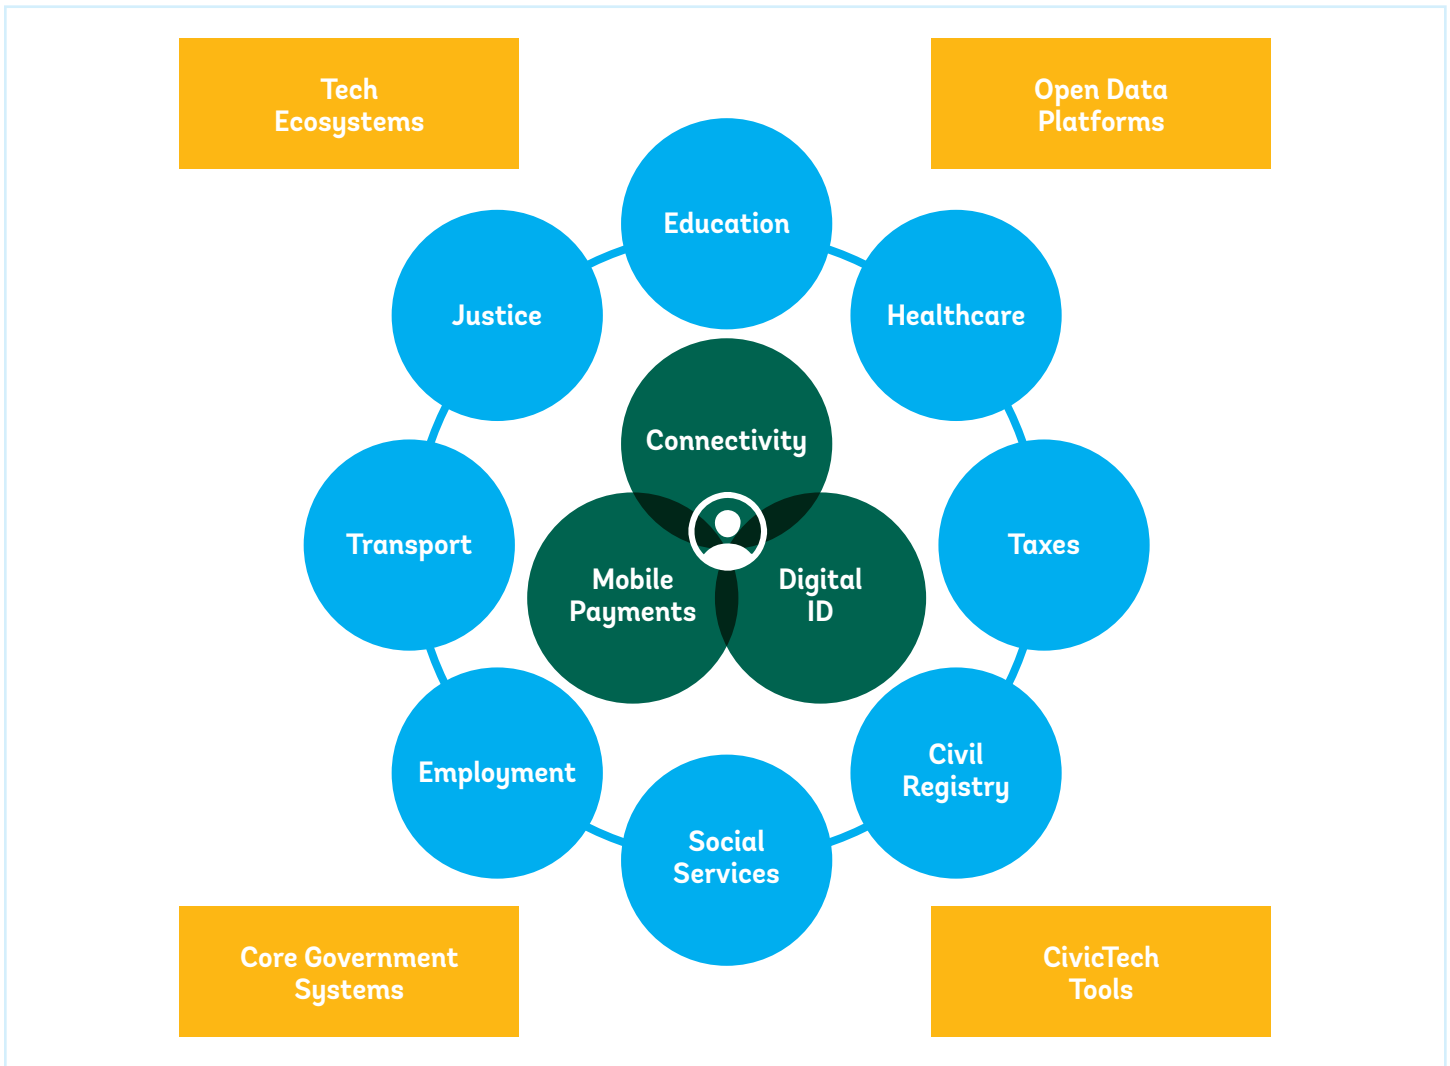 Tech
Ecosystems
Open Data
Platforms
Education
Justice
Healthcare
Connectivity
Transport
Taxes
Mobile
Payments
Digital
ID
Employment
Civil
Registry
Social
Services
Core Government
Systems
CivicTech
Tools